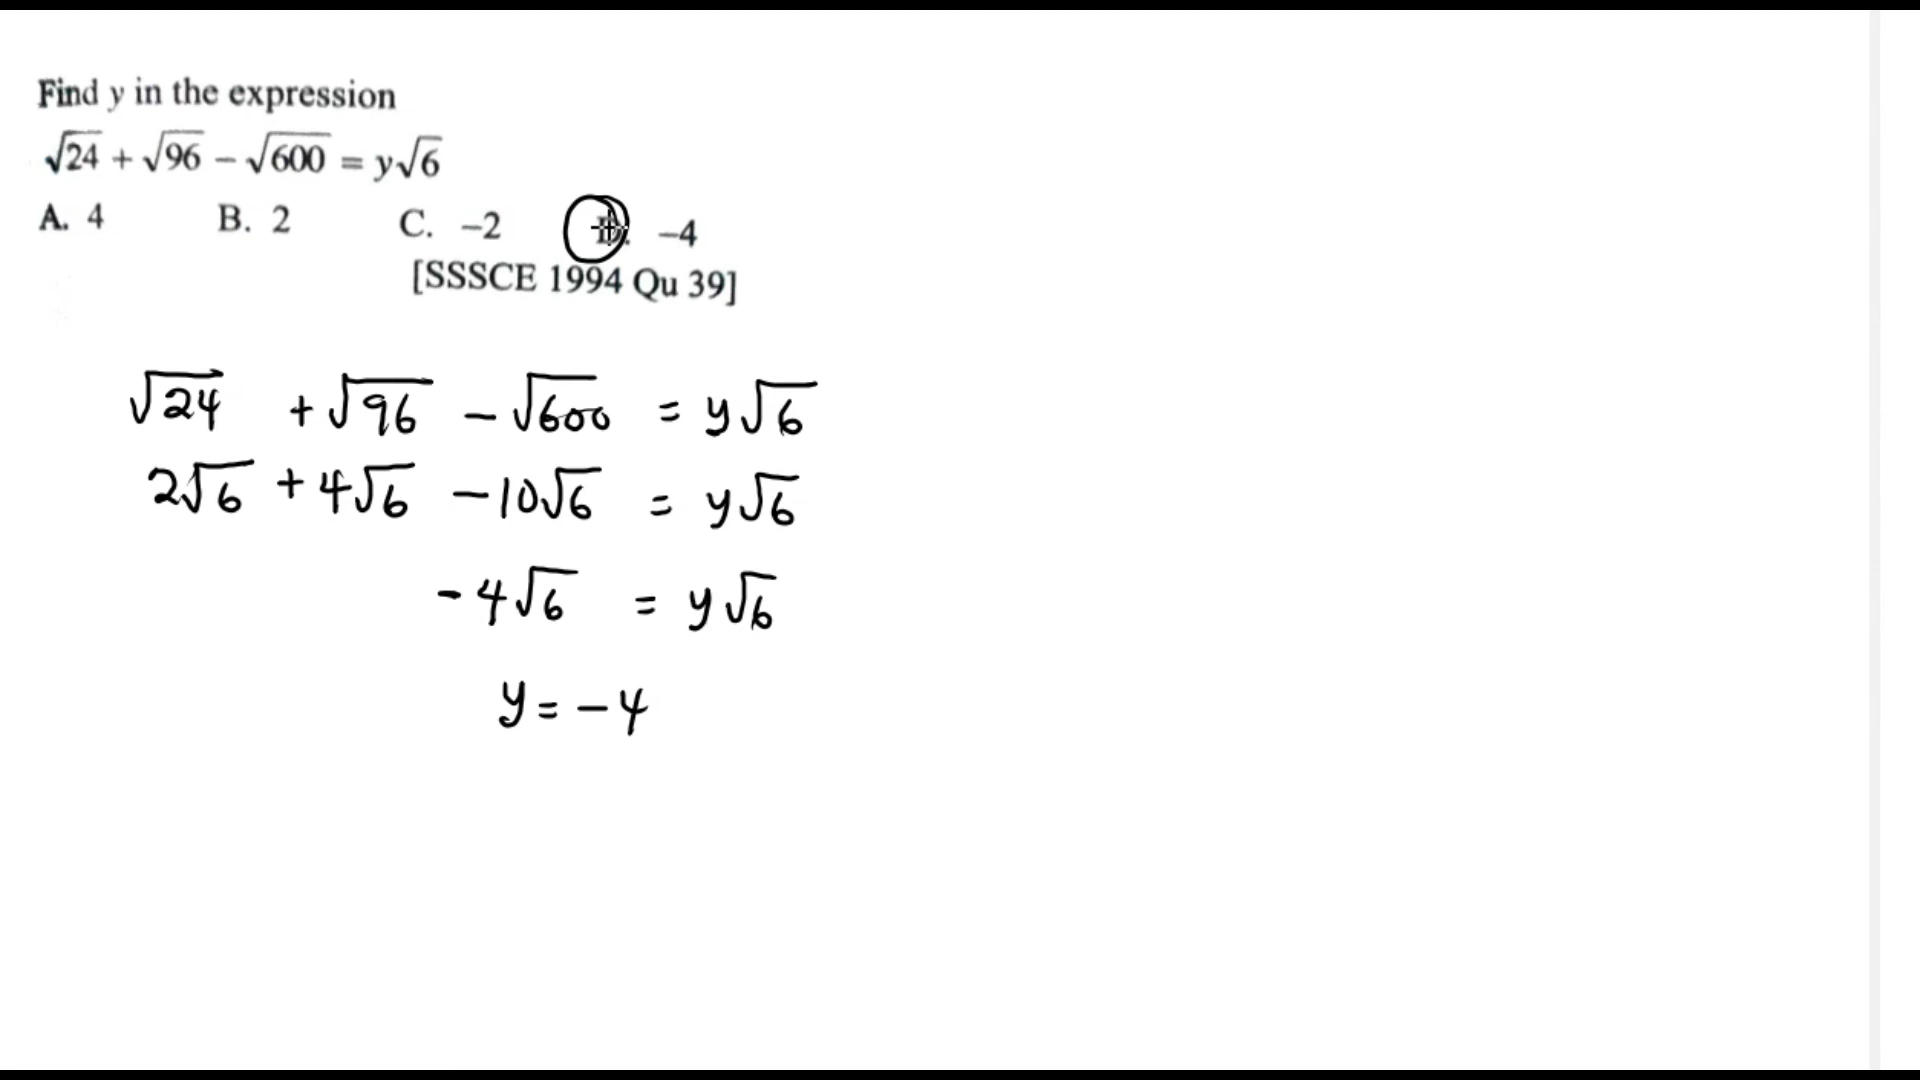 Find y in the expression
√24 + √96 − √600 = y√6
A. 4 B. 2 C. −2 D. −4
[SSSCE 1994 Qu 39]
√24 + √96 − √600 = y√6
2√6 + 4√6 − 10√6 = y√6
−4√6 = y√6
y = −4